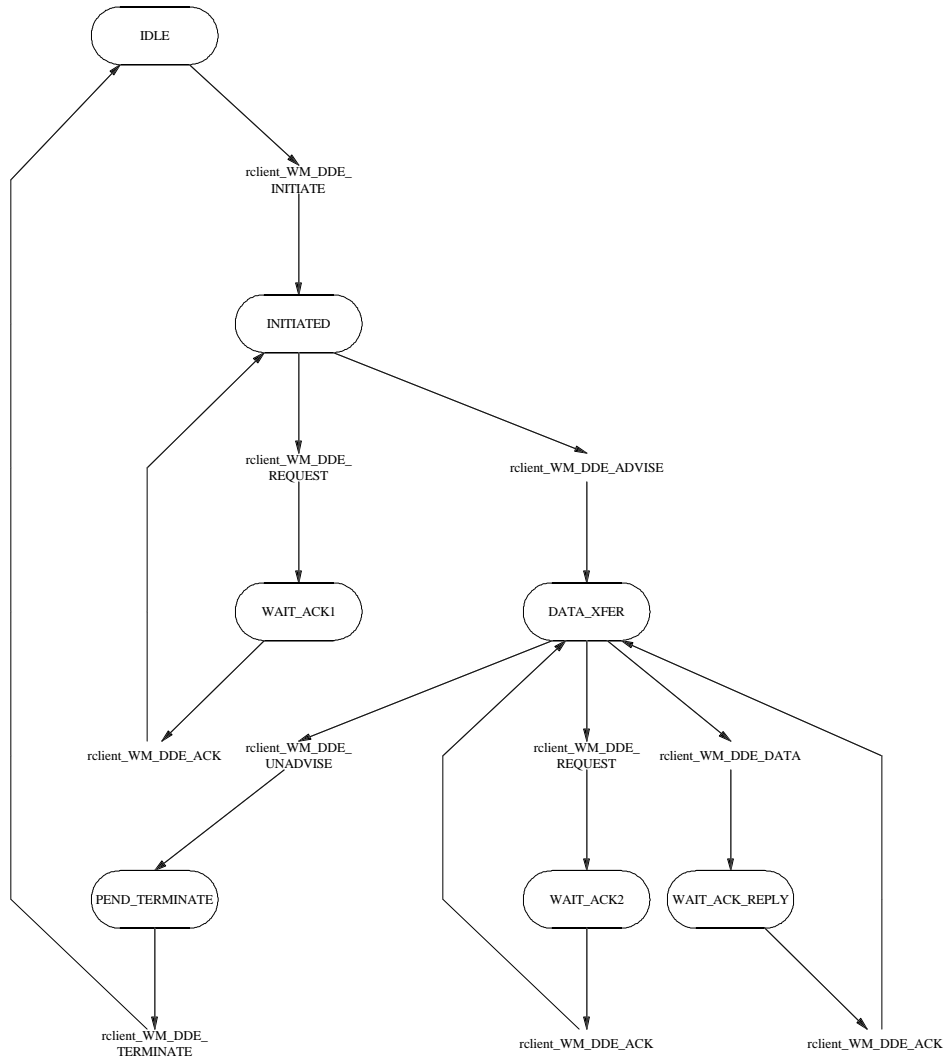 IDLE
rclient_WM_DDE_
INITIATE
INITIATED
rclient_WM_DDE_
REQUEST
rclient_WM_DDE_ADVISE
WAIT_ACK1
DATA_XFER
rclient_WM_DDE_ACK
rclient_WM_DDE_
UNADVISE
rclient_WM_DDE_
REQUEST
rclient_WM_DDE_DATA
PEND_TERMINATE
WAIT_ACK2
WAIT_ACK_REPLY
rclient_WM_DDE_
TERMINATE
rclient_WM_DDE_ACK
rclient_WM_DDE_ACK